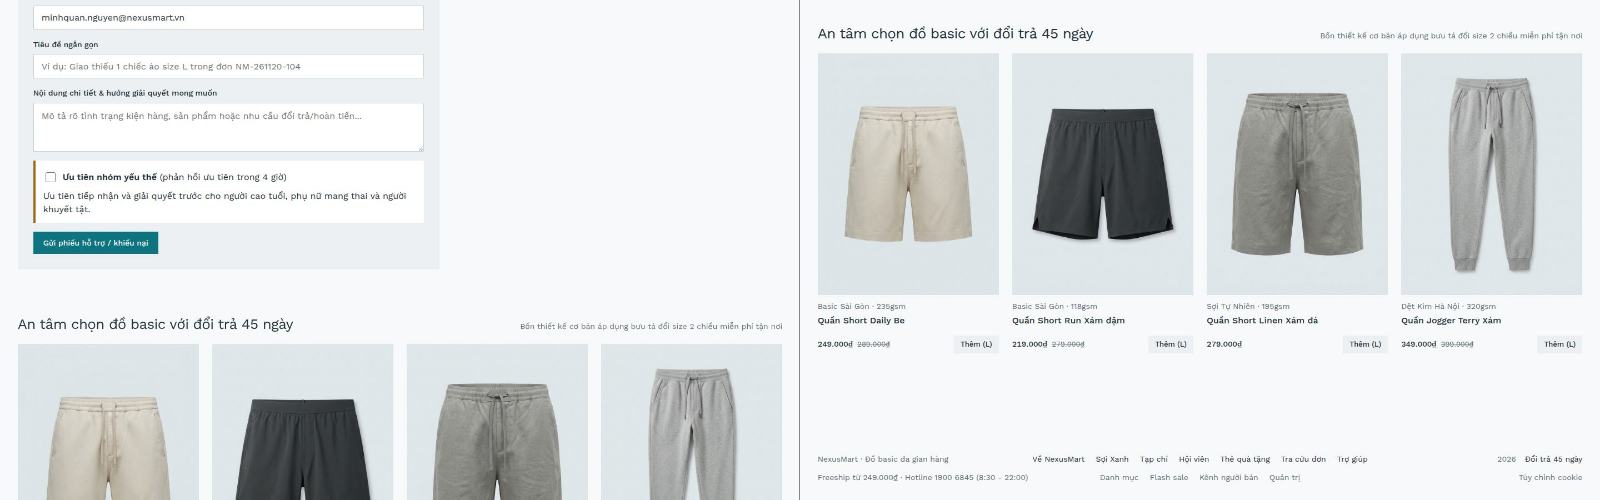 minhquan.nguyen@nexusmart.vn
Tiêu đề ngắn gọn
Ví dụ: Giao thiếu 1 chiếc áo size L trong đơn NM-261120-104
Nội dung chi tiết & hướng giải quyết mong muốn
Mô tả rõ tình trạng kiện hàng, sản phẩm hoặc nhu cầu đổi trả/hoàn tiền...
Ưu tiên nhóm yếu thế (phản hồi ưu tiên trong 4 giờ)
Ưu tiên tiếp nhận và giải quyết trước cho người cao tuổi, phụ nữ mang thai và người
khuyết tật.
Gửi phiếu hỗ trợ / khiếu nại
An tâm chọn đồ basic với đổi trả 45 ngày
Bốn thiết kế cơ bản áp dụng bưu tá đổi size 2 chiều miễn phí tận nơi
An tâm chọn đồ basic với đổi trả 45 ngày
Bốn thiết kế cơ bản áp dụng bưu tá đổi size 2 chiều miễn phí tận nơi
Basic Sài Gòn · 235gsm
Quần Short Daily Be
249.000₫ 289.000₫ Thêm (L)
Basic Sài Gòn · 118gsm
Quần Short Run Xám đậm
219.000₫ 279.000₫ Thêm (L)
Sợi Tự Nhiên · 195gsm
Quần Short Linen Xám đá
279.000₫ Thêm (L)
Dệt Kim Hà Nội · 320gsm
Quần Jogger Terry Xám
349.000₫ 399.000₫ Thêm (L)
NexusMart · Đồ basic da gian hàng
Freeship từ 249.000₫ · Hotline 1900 6845 (8:30 - 22:00)
Về NexusMart Sợi Xanh Tạp chí Hội viên Thẻ quà tặng Tra cứu đơn Trợ giúp
Danh mục Flash sale Kênh người bán Quản trị
2026 Đổi trả 45 ngày
Tùy chỉnh cookie